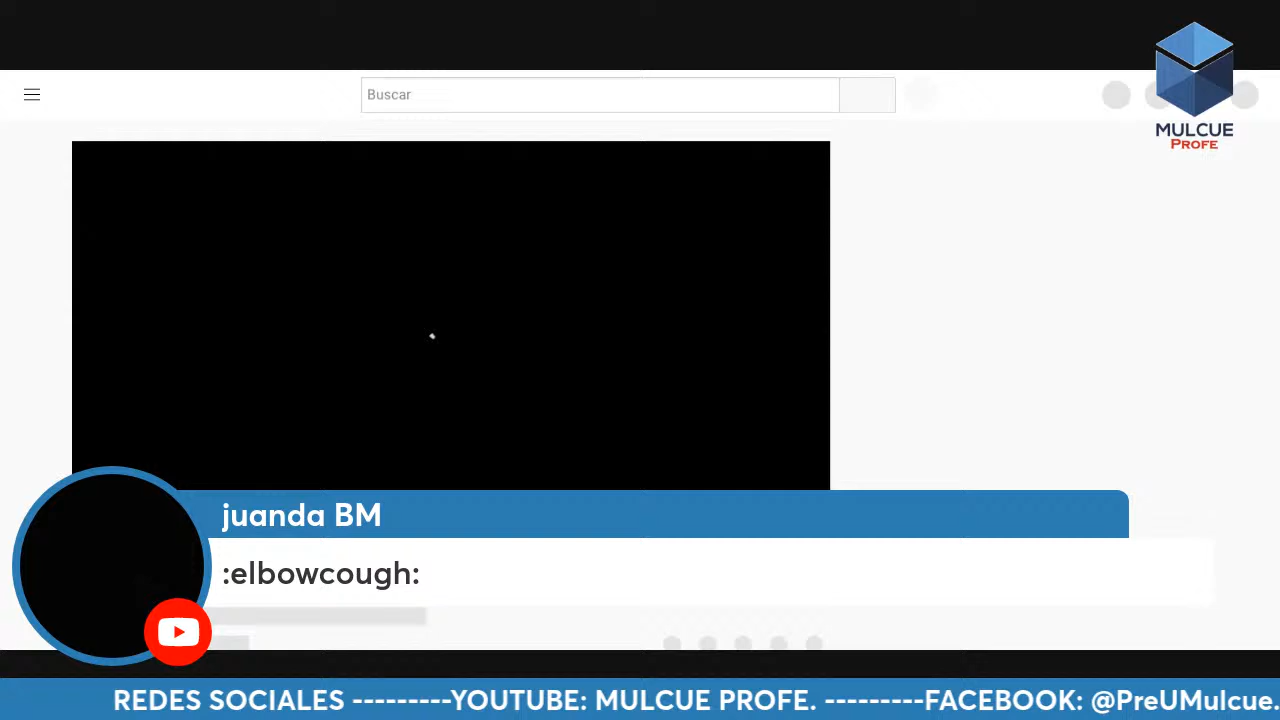 Buscar
MULCUE
PROFE
juanda BM
:elbowcough:
REDES SOCIALES ---------YOUTUBE: MULCUE PROFE. ---------FACEBOOK: @PreUMulcue.